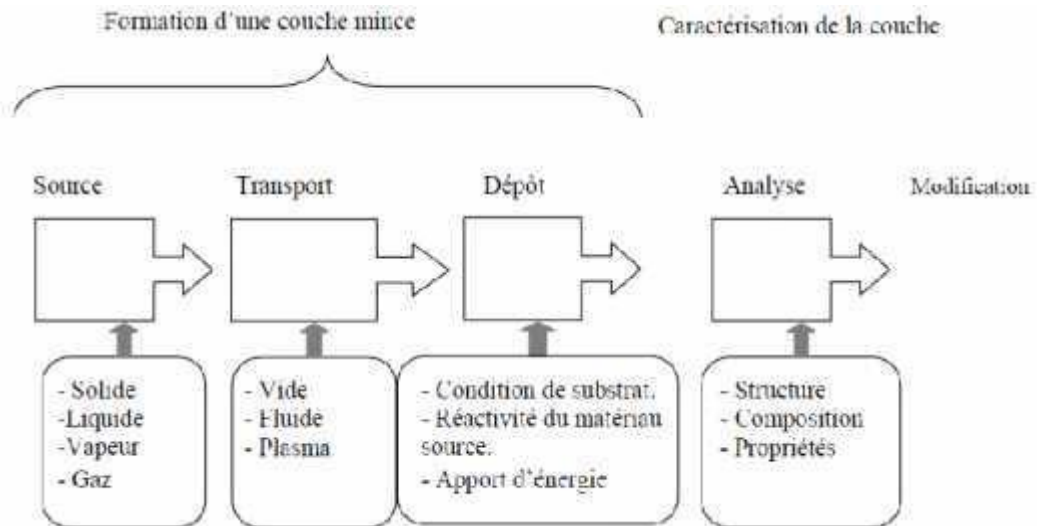 Formation d'une couche mince
Caractérisation de la couche
Source
Transport
Dépôt
Analyse
Modification
- Solide
-Liquide
-Vapeur
- Gaz
- Vide
- Fluide
- Plasma
- Condition de substrat.
- Réactivité du matériau
source.
- Apport d'énergie
- Structure
- Composition
- Propriétés